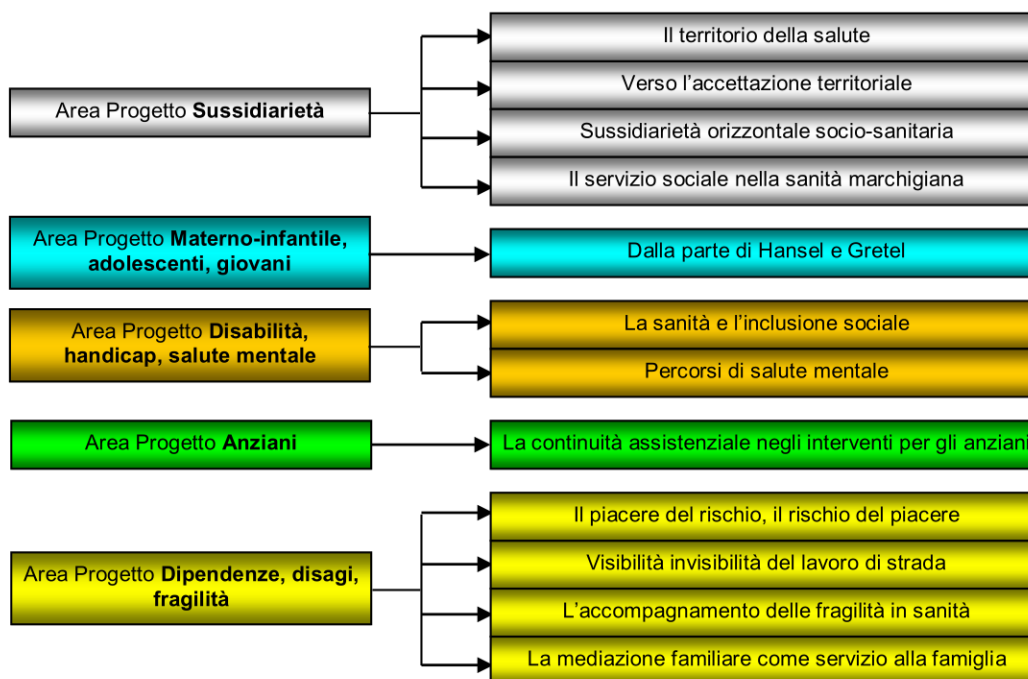 Il territorio della salute
Verso l'accettazione territoriale
Area Progetto Sussidiarietà
Sussidiarietà orizzontale socio-sanitaria
Il servizio sociale nella sanità marchigiana
Area Progetto Materno-infantile,
adolescenti, giovani
Dalla parte di Hansel e Gretel
Area Progetto Disabilità,
handicap, salute mentale
La sanità e l'inclusione sociale
Percorsi di salute mentale
Area Progetto Anziani
La continuità assistenziale negli interventi per gli anziani
Il piacere del rischio, il rischio del piacere
Visibilità invisibilità del lavoro di strada
Area Progetto Dipendenze, disagi,
fragilità
L'accompagnamento delle fragilità in sanità
La mediazione familiare come servizio alla famiglia